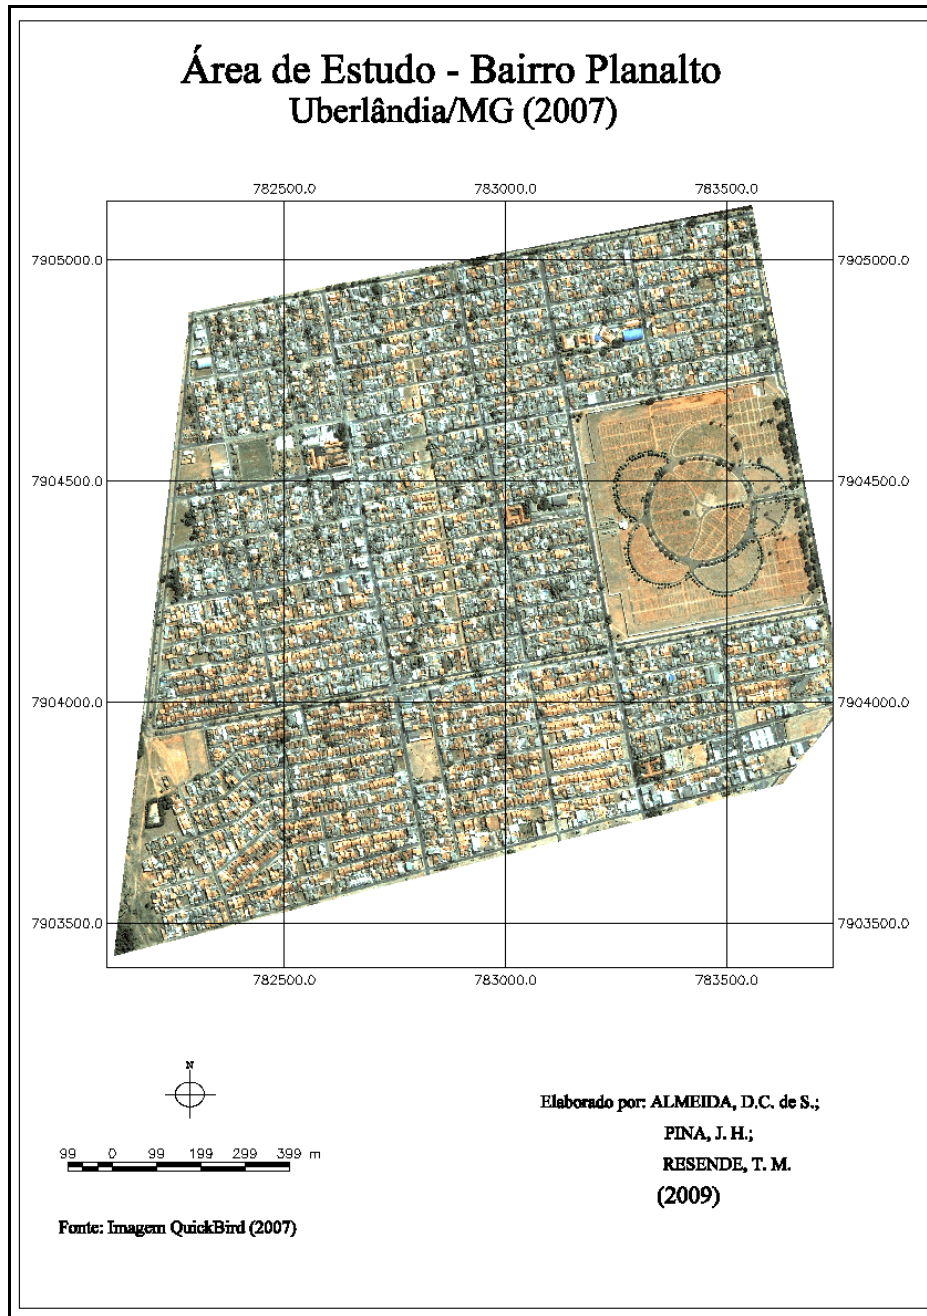 Área de Estudo - Bairro Planalto
Uberlândia/MG (2007)
782500.0 783000.0 783500.0
7905000.0 7905000.0
7904500.0 7904500.0
7904000.0 7904000.0
7903500.0 7903500.0
782500.0 783000.0 783500.0
N
99 0 99 199 299 399 m
Fonte: Imagem QuickBird (2007)
Elaborado por: ALMEIDA, D.C. de S.;
PINA, J. H.;
RESENDE, T. M.
(2009)